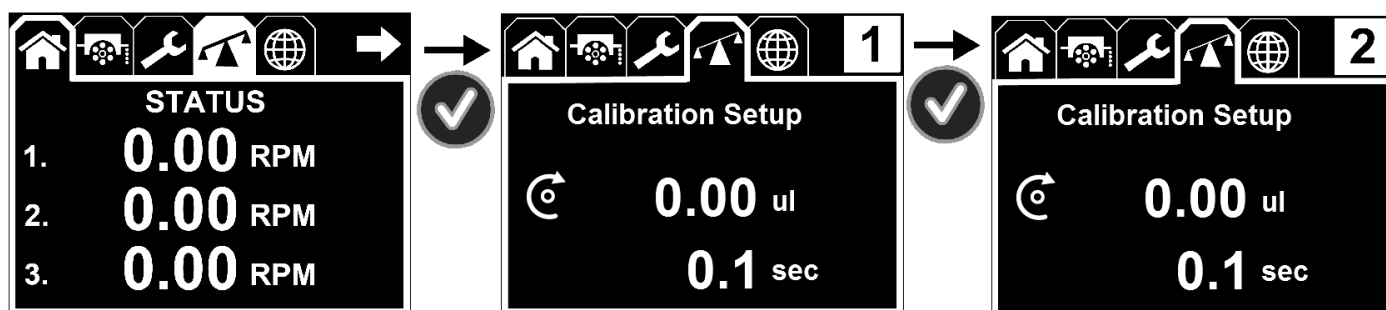 STATUS
1. 0.00 RPM
2. 0.00 RPM
3. 0.00 RPM
1
Calibration Setup
0.00 ul
0.1 sec
2
Calibration Setup
0.00 ul
0.1 sec